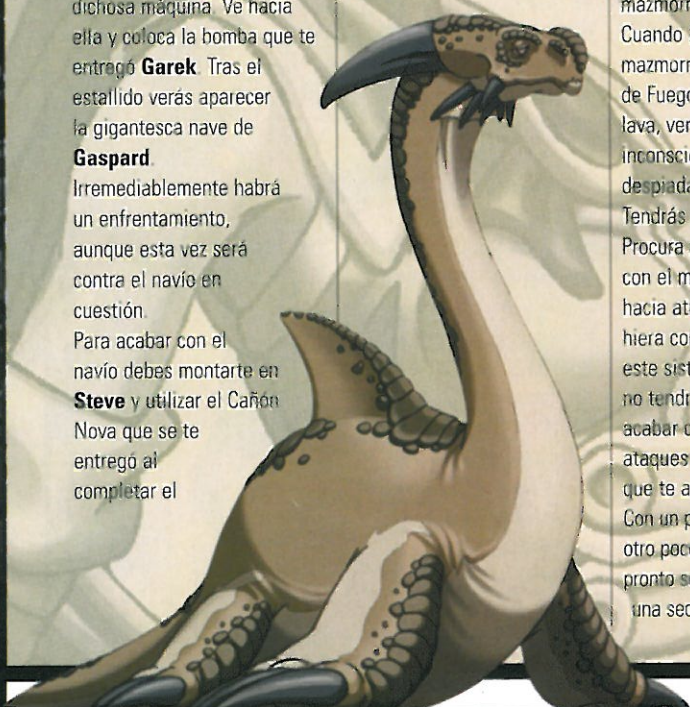 dichosa máquina. Ve hacia
ella y coloca la bomba que te
entregó Garek. Tras el
estallido verás aparecer
la gigantesca nave de
Gaspard.
Irremediablemente habrá
un enfrentamiento,
aunque esta vez será
contra el navío en
cuestión.
Para acabar con el
navío debes montarte en
Steve y utilizar el Cañón
Nova que se te
entregó al
completar el
Cuando
de Fuego
lava, ver
Tendrás
Procura
con el m
hacia at
hiera co
este sist
no tendr
acabar d
ataques
que te a
Con un p
otro poc
pronto s
una sec